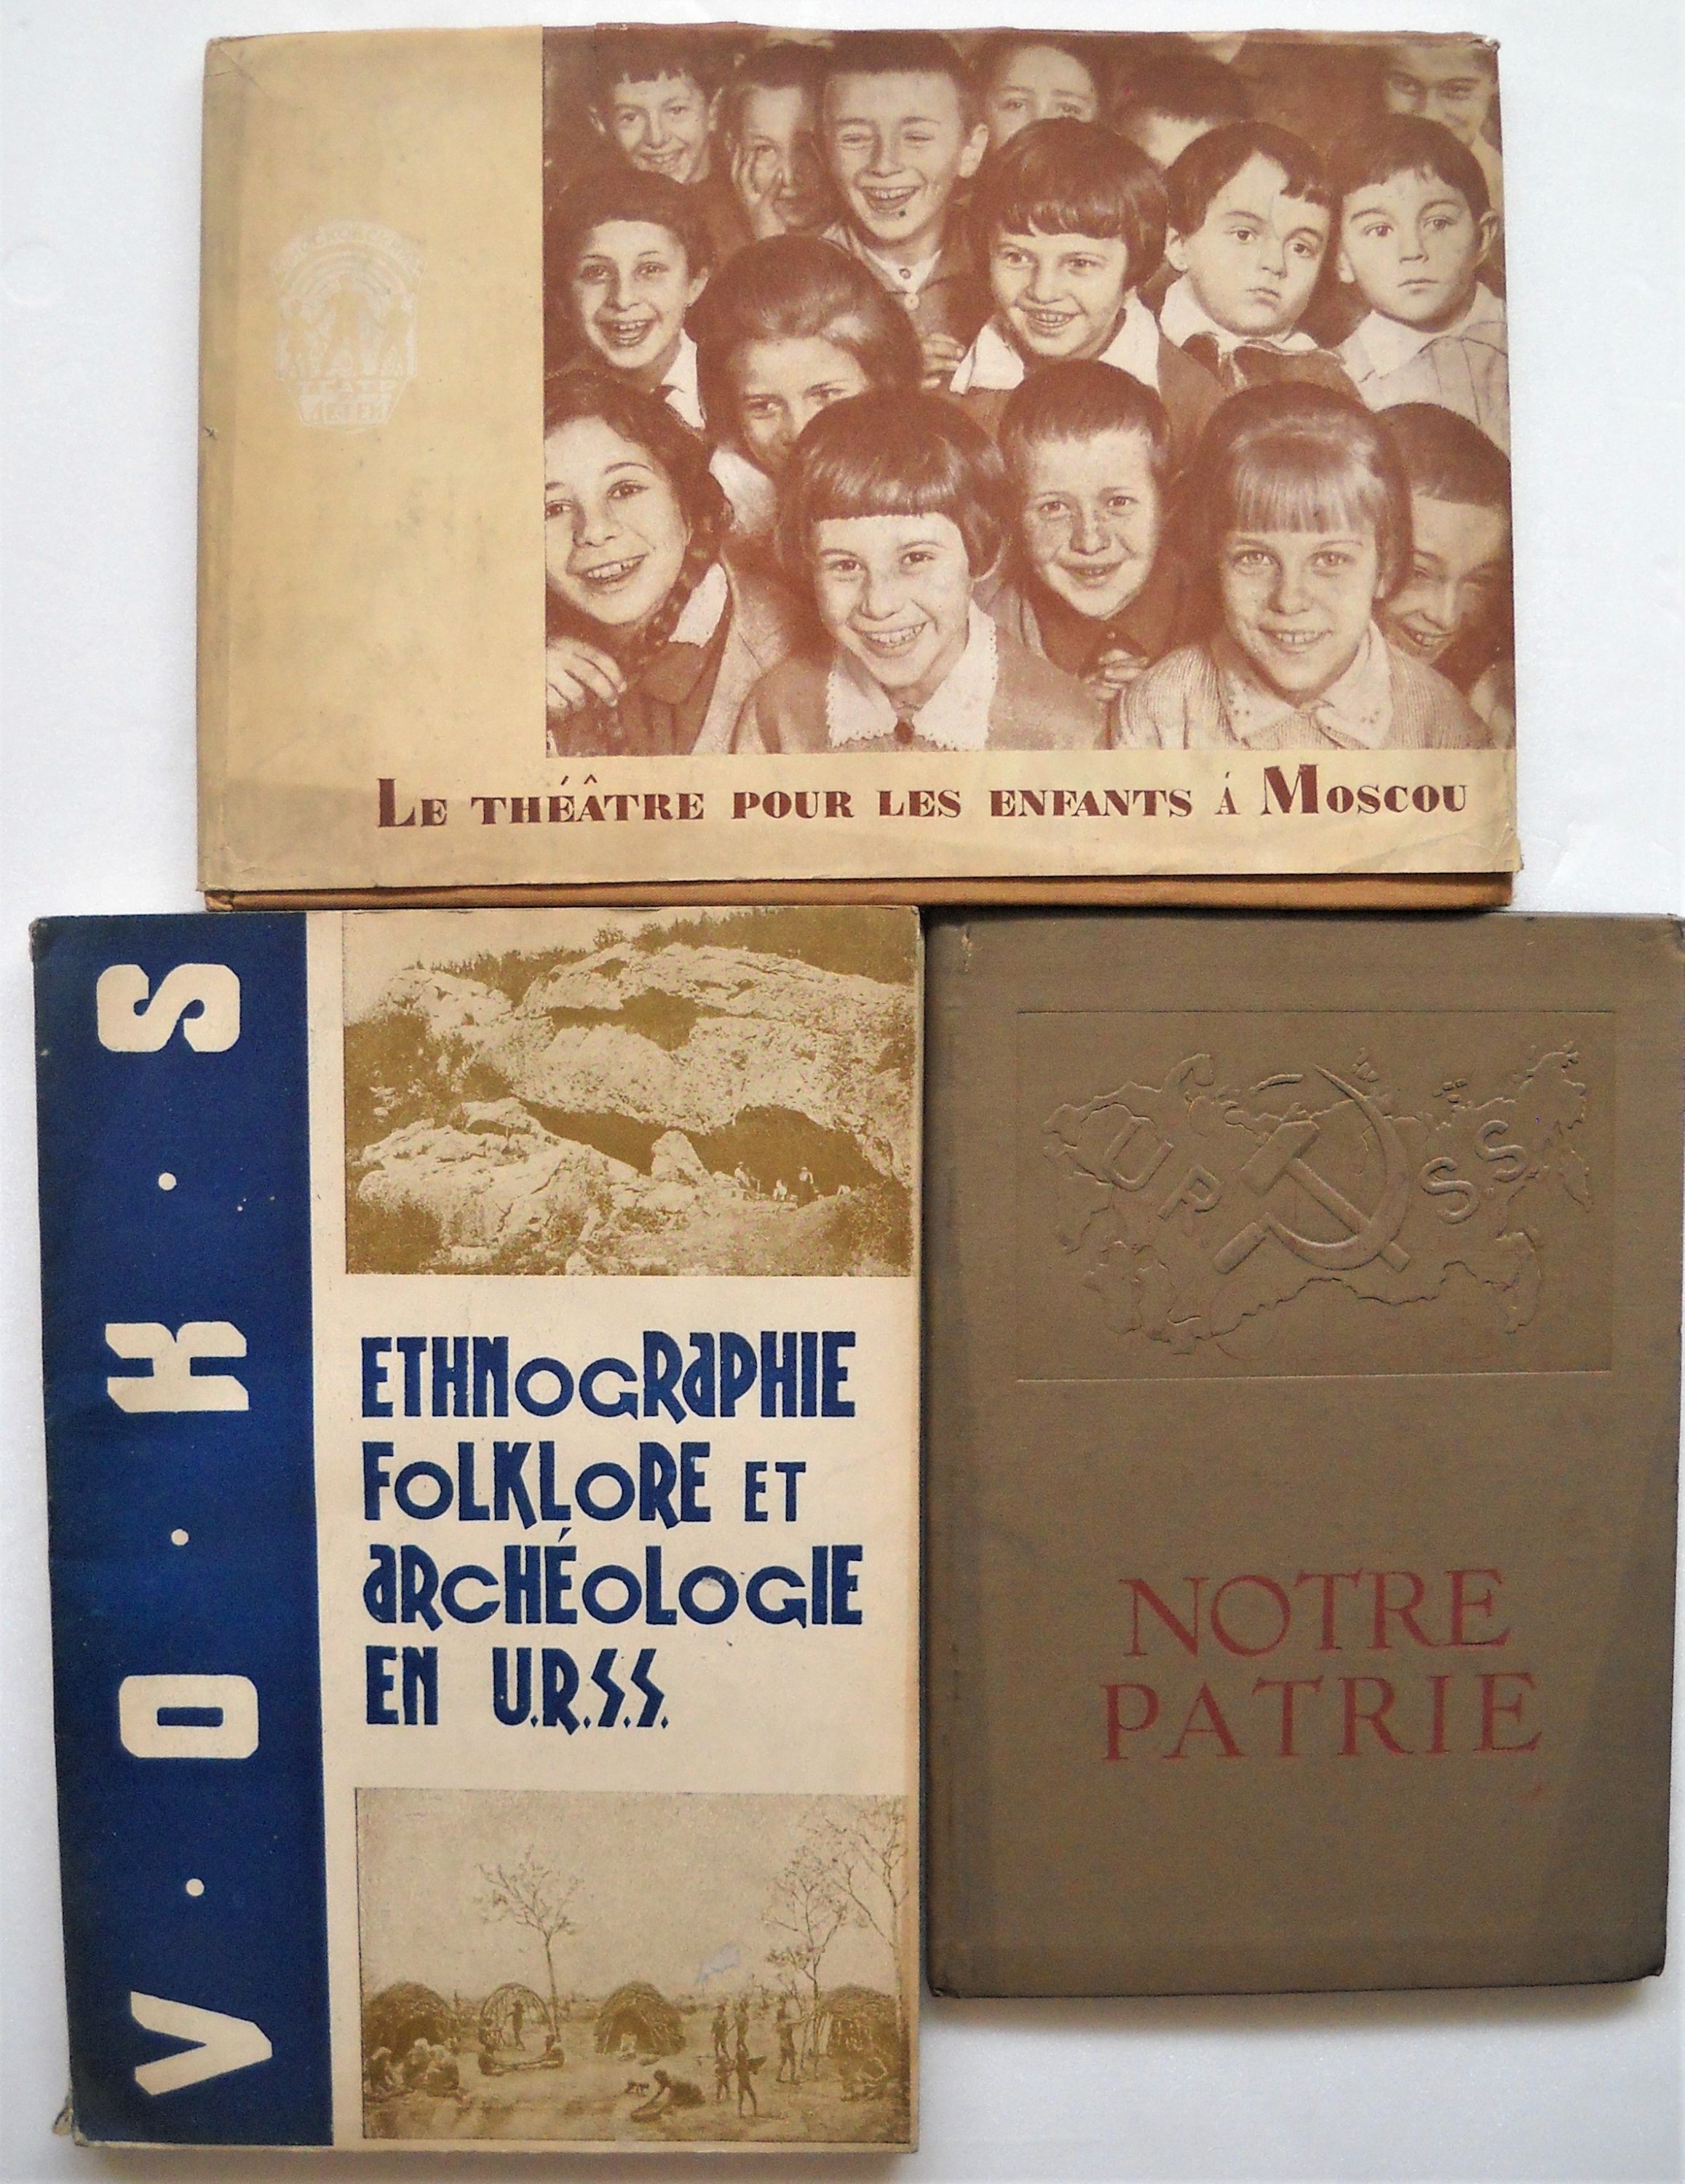 LE THÉÂTRE POUR LES ENFANTS Á MOSCOU
V · O · K · S
ETHNOGRAPHIE
FOLKLORE ET
ARCHÉOLOGIE
EN U.R.S.S.
U R S S
NOTRE
PATRIE